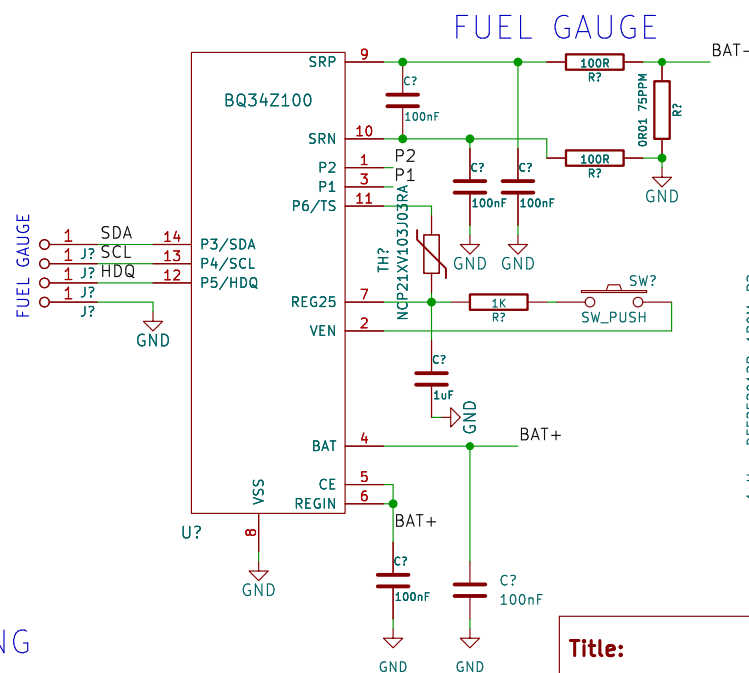 FUEL GAUGE
BAT-
SRP 9
100R
R?
C?
100nF
0R01 75PPM
R?
BQ34Z100
SRN 10
P2 1 P2
P1 3 P1
100R
R?
C?
100nF
C?
100nF
GND
P6/TS 11
GND
GND
FUEL GAUGE
1 SDA 14 P3/SDA
J?
1 SCL 13 P4/SCL
J?
1 HDQ 12 P5/HDQ
J?
1
J?
GND
TH?
NCP21XV103J03RA
REG25 7
1K
R?
SW?
SW_PUSH
VEN 2
C?
1uF
GND
BAT 4
BAT+
CE 5
REGIN 6
BAT+
VSS
8
U?
GND
C?
100nF
C?
100nF
GND
GND
NG
Title: